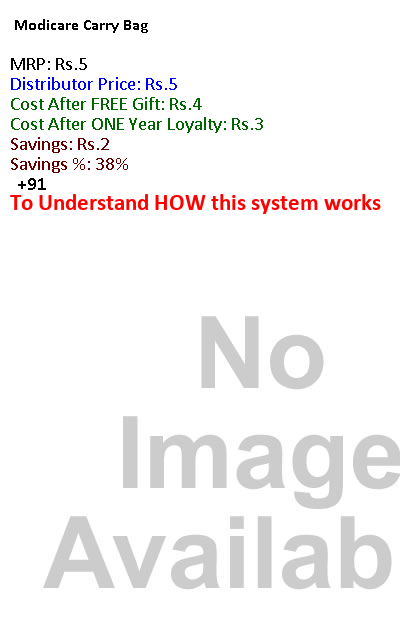 Modicare Carry Bag
MRP: Rs.5
Distributor Price: Rs.5
Cost After FREE Gift: Rs.4
Cost After ONE Year Loyalty: Rs.3
Savings: Rs.2
Savings %: 38%
+91
To Understand HOW this system works
No
Image
Availab